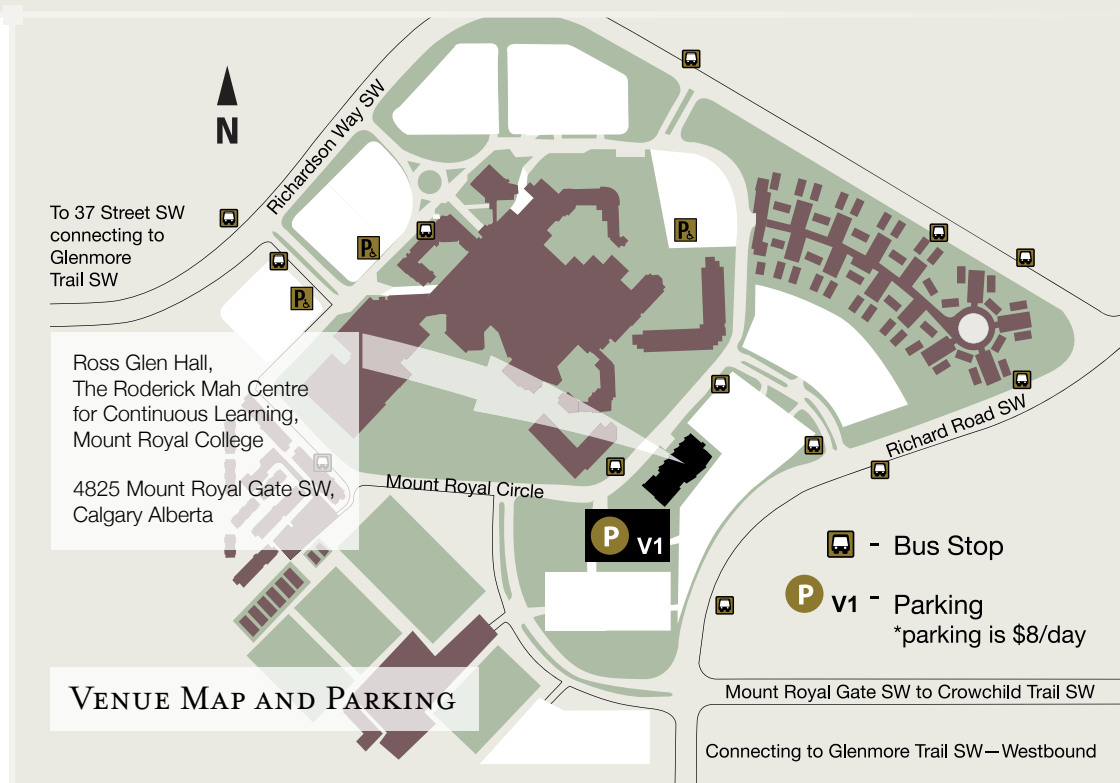 N
Richardson Way SW
To 37 Street SW
connecting to
Glenmore
Trail SW
P
P
P
Ross Glen Hall,
The Roderick Mah Centre
for Continuous Learning,
Mount Royal College
4825 Mount Royal Gate SW,
Calgary Alberta
Mount Royal Circle
Richard Road SW
P V1
- Bus Stop
P V1 - Parking
*parking is $8/day
VENUE MAP AND PARKING
Mount Royal Gate SW to Crowchild Trail SW
Connecting to Glenmore Trail SW—Westbound